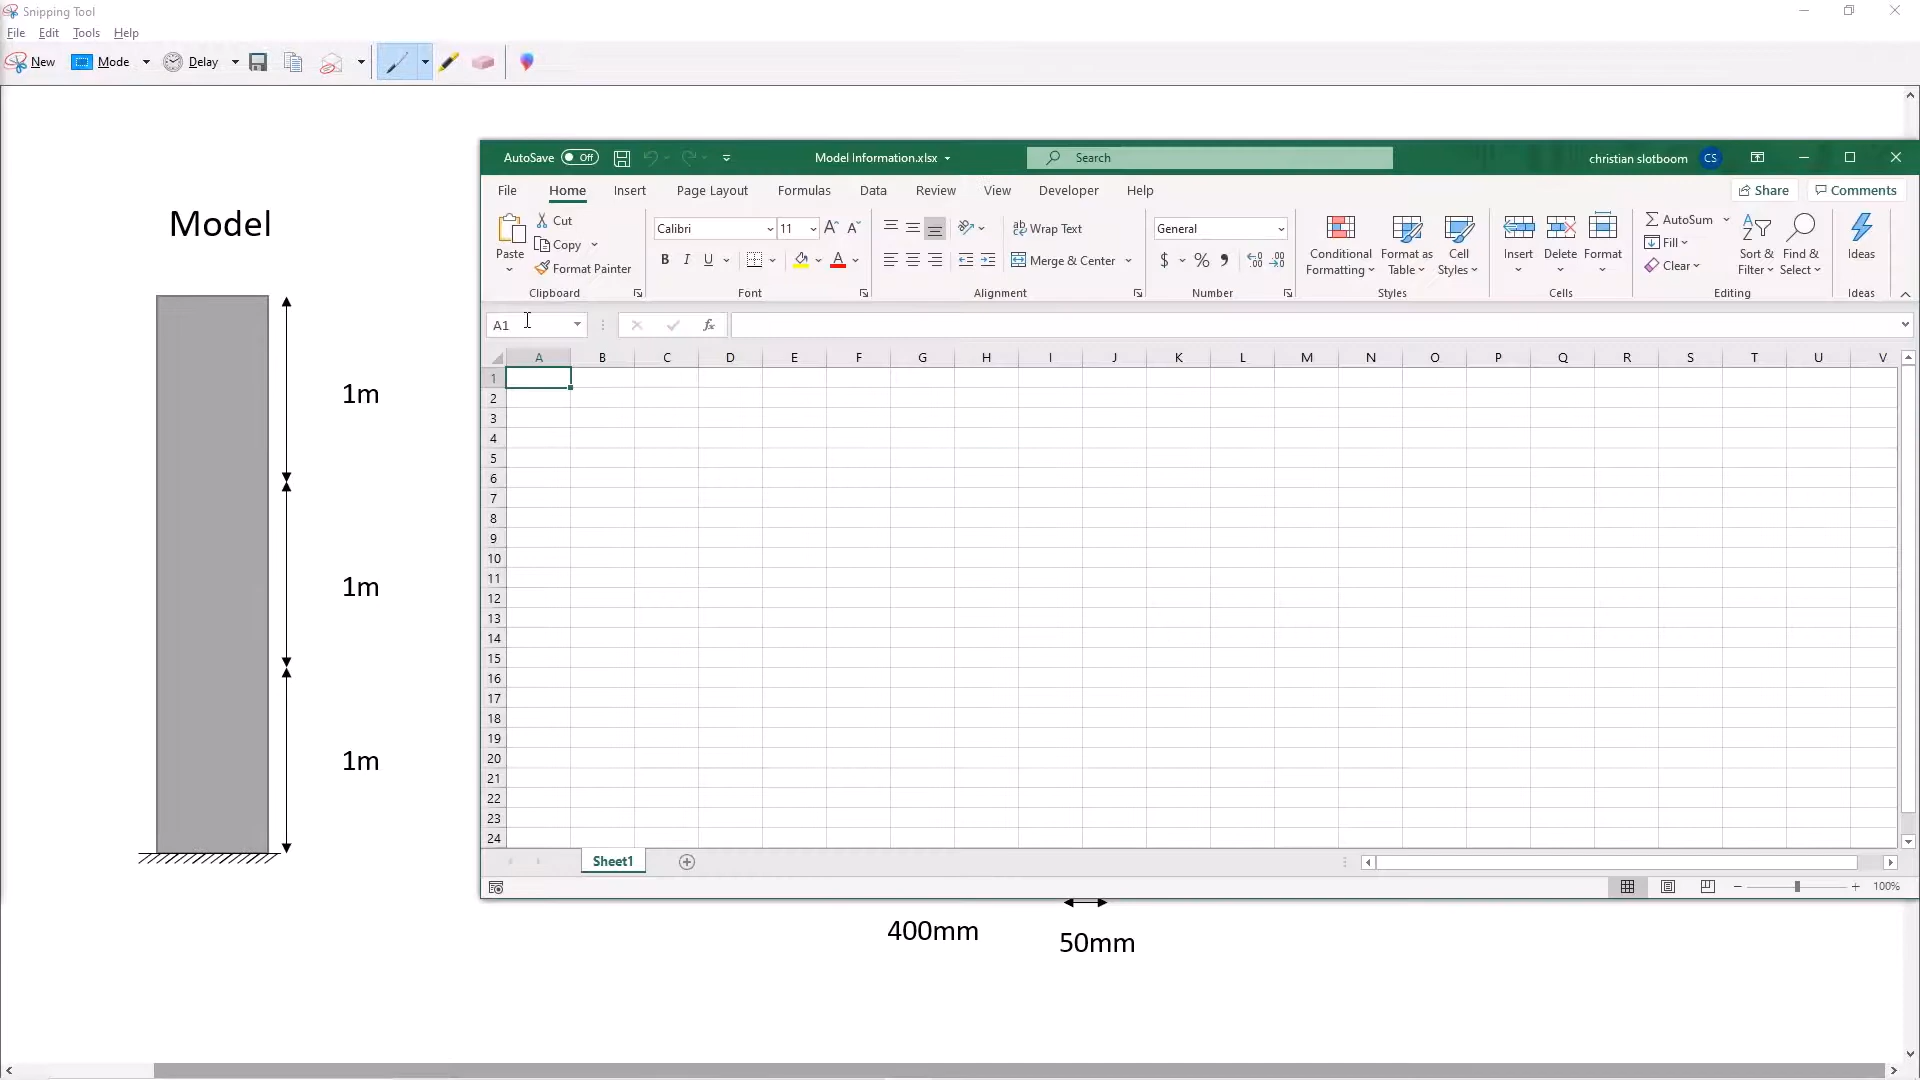 Snipping Tool
File Edit Tools Help
New Mode Delay
Model
1m
1m
1m
400mm
50mm
AutoSave Off Model Information.xlsx Search christian slotboom CS
File Home Insert Page Layout Formulas Data Review View Developer Help Share Comments
Paste Cut Copy Format Painter
Clipboard
Calibri 11
B I U A
Font
Wrap Text
Merge & Center
Alignment
General
$ % ,
Number
Conditional Formatting Format as Table Cell Styles
Styles
Insert Delete Format
Cells
AutoSum Fill Clear Sort & Filter Find & Select
Editing
Ideas
Ideas
A1 fx
A B C D E F G H I J K L M N O P Q R S T U V
1
2
3
4
5
6
7
8
9
10
11
12
13
14
15
16
17
18
19
20
21
22
23
24
Sheet1
100%